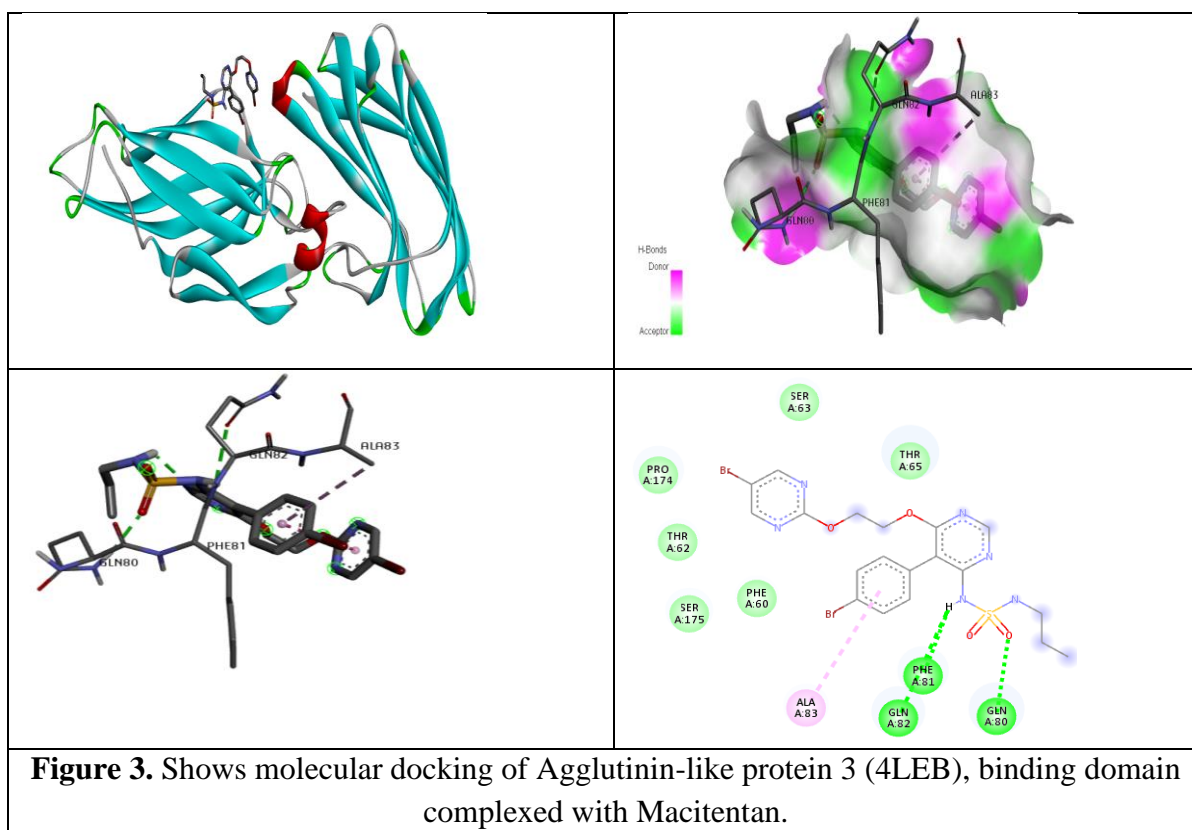 GLN82
ALA83
PHE81
GLN80
H-Bonds
Donor
Acceptor
GLN82
ALA83
PHE81
GLN80
SER
A:63
THR
A:65
PRO
A:174
Br
N
N
O
O
N
N
THR
A:62
PHE
A:60
SER
A:175
Br
N
H
S
N
O
O
PHE
A:81
ALA
A:83
GLN
A:82
GLN
A:80
Figure 3. Shows molecular docking of Agglutinin-like protein 3 (4LEB), binding domain
complexed with Macitentan.